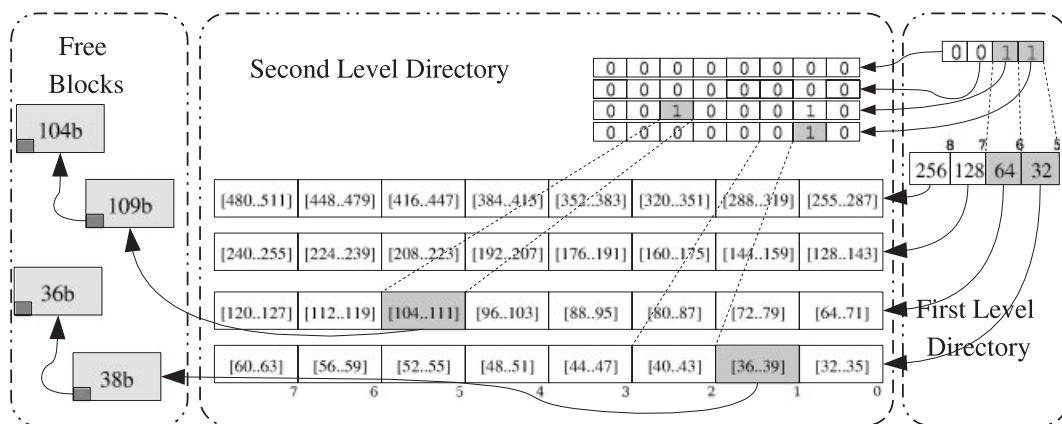 Free
Blocks
104b
109b
36b
38b
Second Level Directory
0 0 0 0 0 0 0 0
0 0 0 0 0 0 0 0
0 0 1 0 0 0 1 0
0 0 0 0 0 0 1 0
[480..511] [448..479] [416..447] [384..415] [352..383] [320..351] [288..319] [255..287]
[240..255] [224..239] [208..223] [192..207] [176..191] [160..175] [144..159] [128..143]
[120..127] [112..119] [104..111] [96..103] [88..95] [80..87] [72..79] [64..71]
[60..63] [56..59] [52..55] [48..51] [44..47] [40..43] [36..39] [32..35]
7 6 5 4 3 2 1 0
0 0 1 1
8 7 6 5
256 128 64 32
First Level
Directory